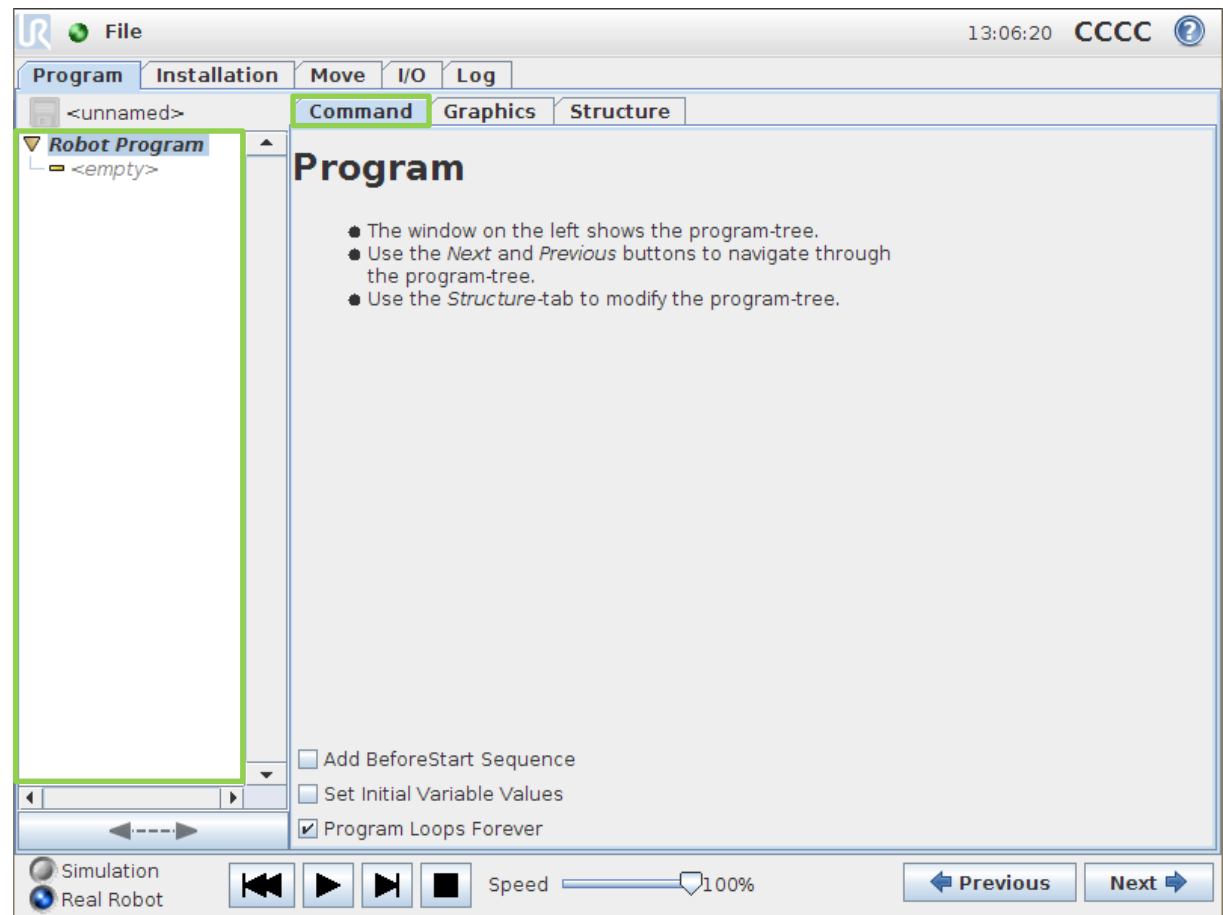 UR File 13:06:20 CCCC ?
Program Installation Move I/O Log
<unnamed> Command Graphics Structure
Robot Program
<empty>
Program
The window on the left shows the program-tree.
Use the Next and Previous buttons to navigate through
the program-tree.
Use the Structure-tab to modify the program-tree.
Add BeforeStart Sequence
Set Initial Variable Values
Program Loops Forever
Simulation
Real Robot
Speed 100%
Previous Next